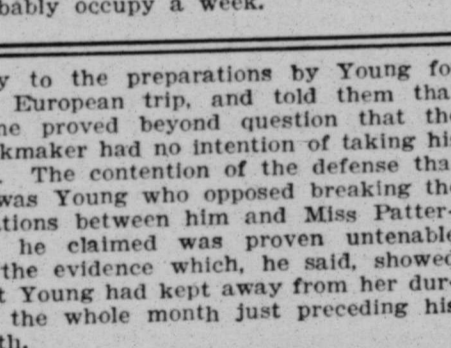 bably occupy a week.
y to the preparations by Young fo
European trip, and told them tha
he proved beyond question that th
kmaker had no intention of taking hi
. The contention of the defense tha
was Young who opposed breaking th
tions between him and Miss Patter-
he claimed was proven untenable
the evidence which, he said, showed
t Young had kept away from her dur-
the whole month just preceding his
th.